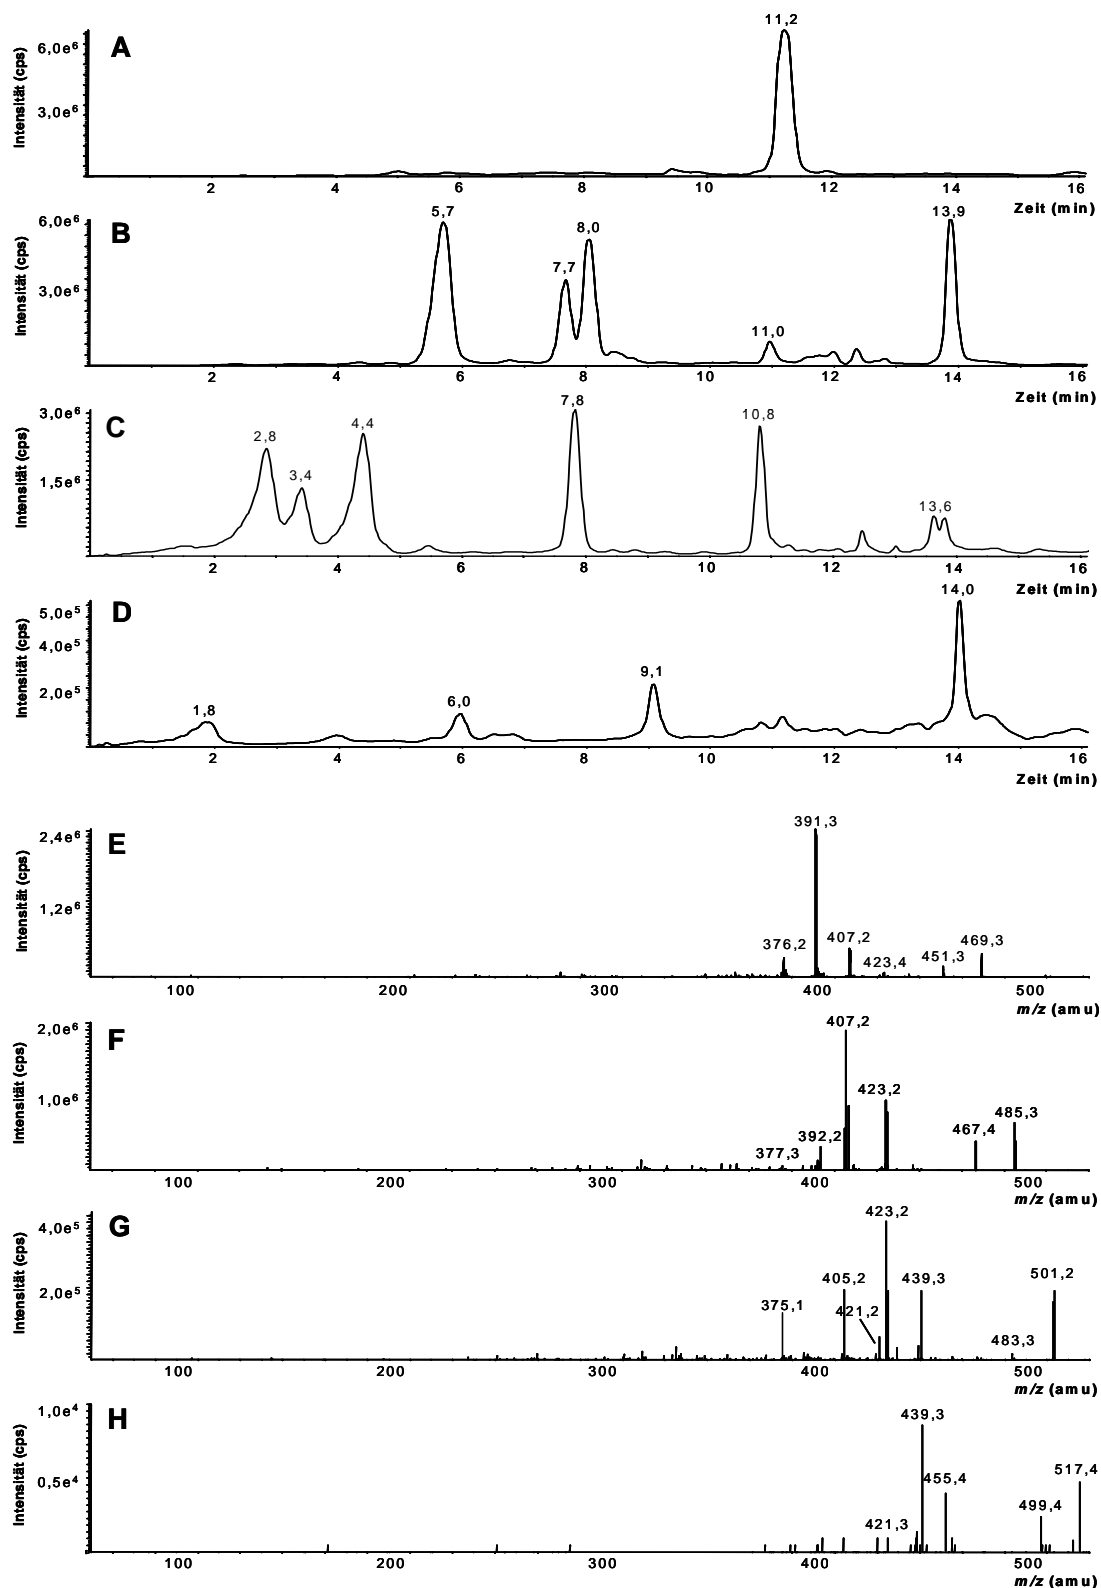 11,2
6,0e6
A
3,0e6
Intensität (cps)
2 4 6 8 10 12 14 16
Zeit (min)
6,0e6
B
5,7
7,7
8,0
11,0
13,9
3,0e6
Intensität (cps)
2 4 6 8 10 12 14 16
Zeit (min)
3,0e6
C
2,8
3,4
4,4
7,8
10,8
13,6
1,5e6
Intensität (cps)
2 4 6 8 10 12 14 16
Zeit (min)
D
5,0e5
4,0e5
2,0e5
1,8
6,0
9,1
14,0
Intensität (cps)
2 4 6 8 10 12 14 16
Zeit (min)
2,4e6
E
1,2e6
376,2
391,3
407,2
423,4
451,3
469,3
Intensität (cps)
100 200 300 400 500
m/z (amu)
2,0e6
F
1,0e6
377,3
392,2
407,2
423,2
467,4
485,3
Intensität (cps)
100 200 300 400 500
m/z (amu)
4,0e5
G
2,0e5
375,1
405,2
421,2
423,2
439,3
483,3
501,2
Intensität (cps)
100 200 300 400 500
m/z (amu)
1,0e4
H
0,5e4
421,3
439,3
455,4
499,4
517,4
Intensität (cps)
100 200 300 400 500
m/z (amu)